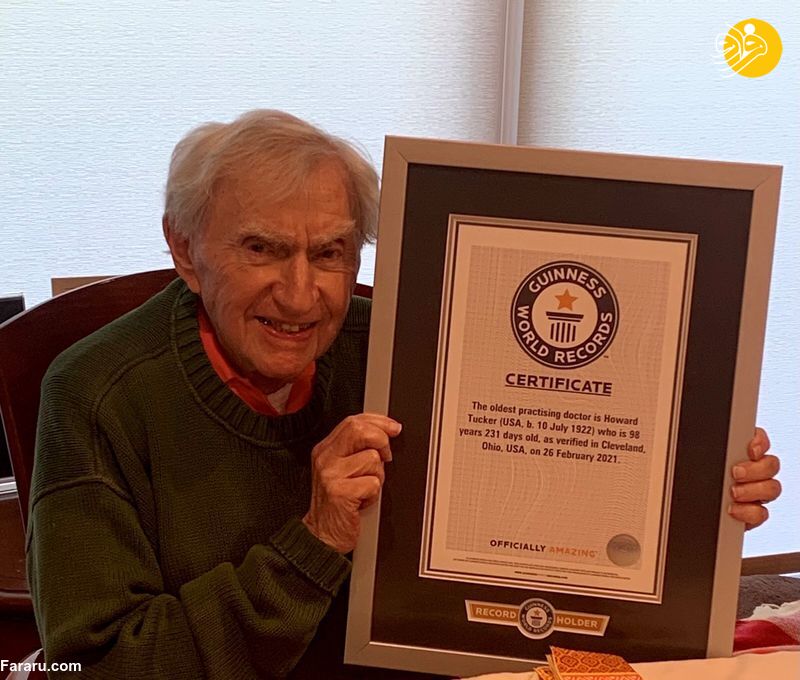 GUINNESS
WORLD RECORDS
CERTIFICATE
The oldest practising doctor is Howard
Tucker (USA, b. 10 July 1922) who is 98
years 231 days old, as verified in Cleveland,
Ohio, USA, on 26 February 2021.
OFFICIALLY AMAZING
RECORD HOLDER
Fararu.com